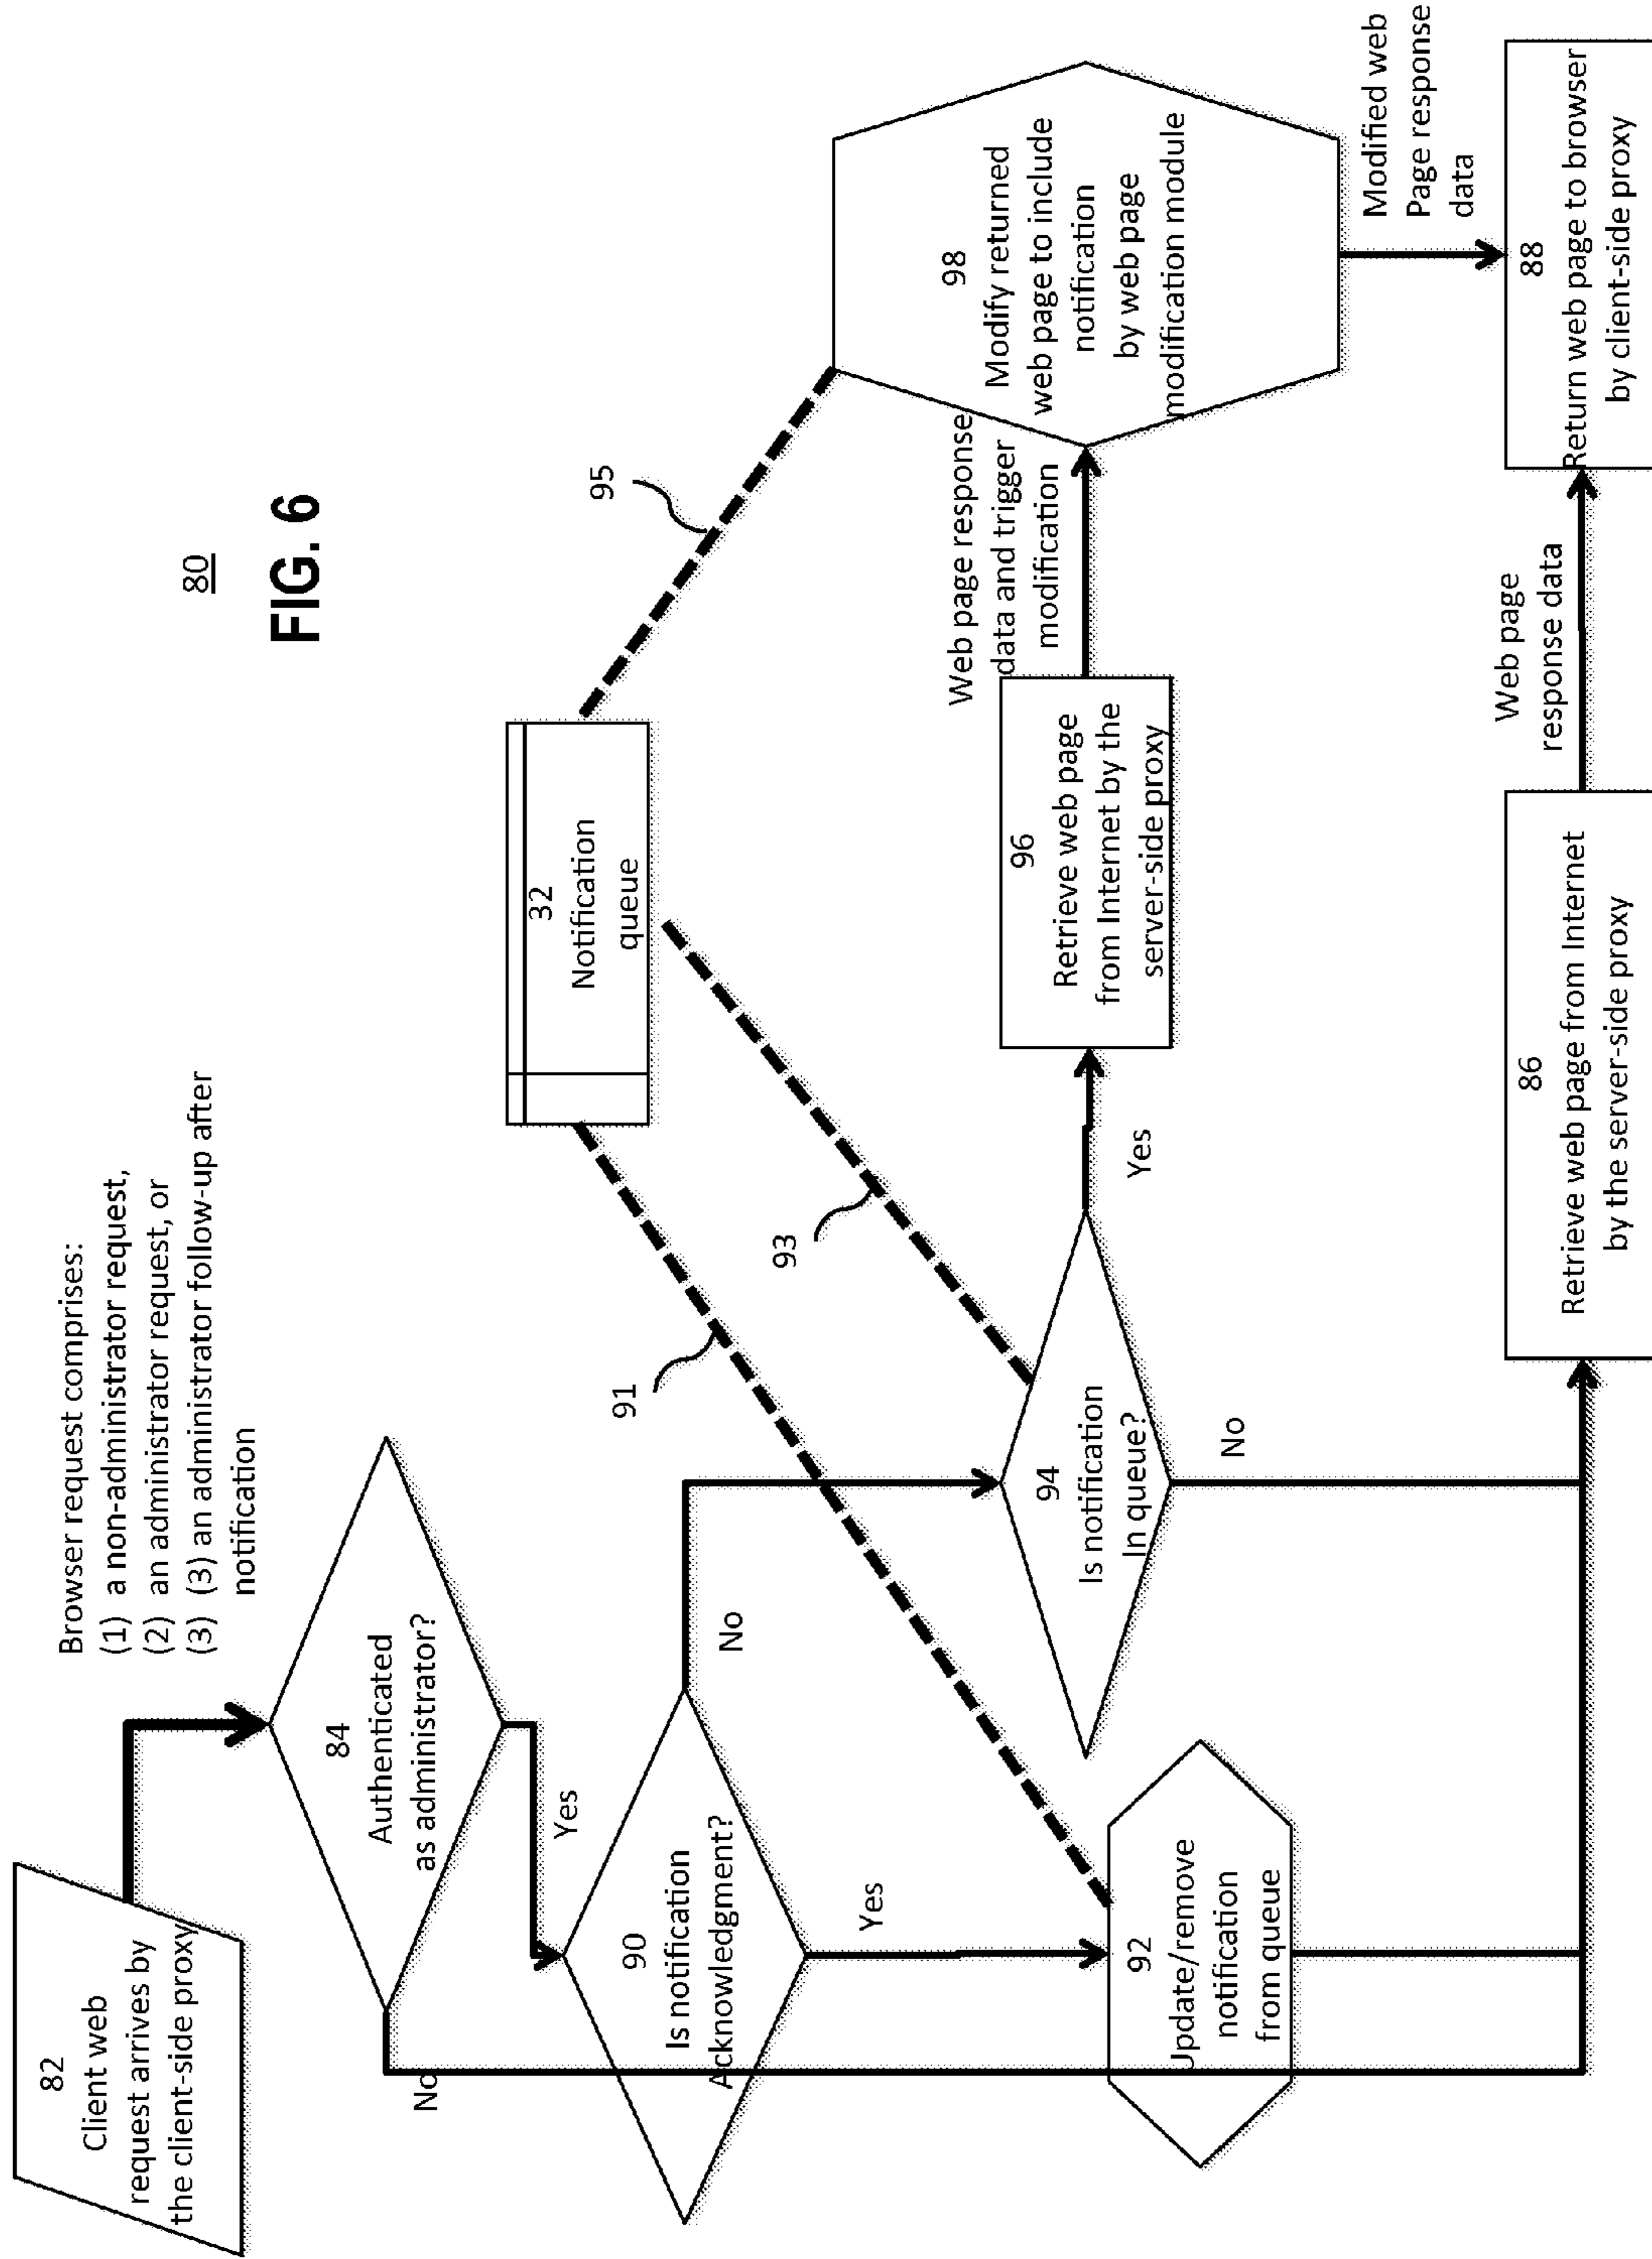 80
FIG. 6
Browser request comprises:
(1) a non-administrator request,
(2) an administrator request, or
(3) (3) an administrator follow-up after
notification
82
Client web
request arrives by
the client-side proxy
84
Authenticated
as administrator?
No
Yes
90
Is notification
Acknowledgment?
No
Yes
92
Update/remove
notification
from queue
91
93
95
32
Notification
queue
94
Is notification
In queue?
Yes
No
96
Retrieve web page
from Internet by the
server-side proxy
Web page response
data and trigger
modification
98
Modify returned
web page to include
notification
by web page
modification module
Modified web
Page response
data
86
Retrieve web page from Internet
by the server-side proxy
Web page
response data
88
Return web page to browser
by client-side proxy